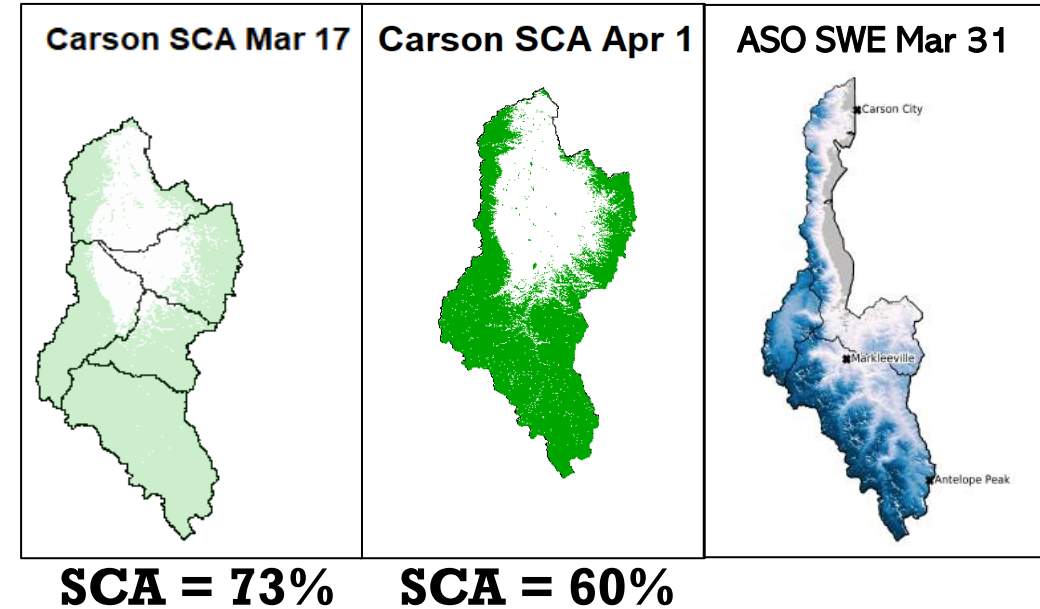 Carson SCA Mar 17
Carson SCA Apr 1
ASO SWE Mar 31
Carson City
Markleeville
Antelope Peak
SCA = 73%
SCA = 60%